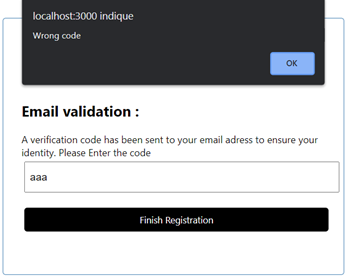 localhost:3000 indique
Wrong code
OK
Email validation :
A verification code has been sent to your email adress to ensure your
identity. Please Enter the code
aaa
Finish Registration